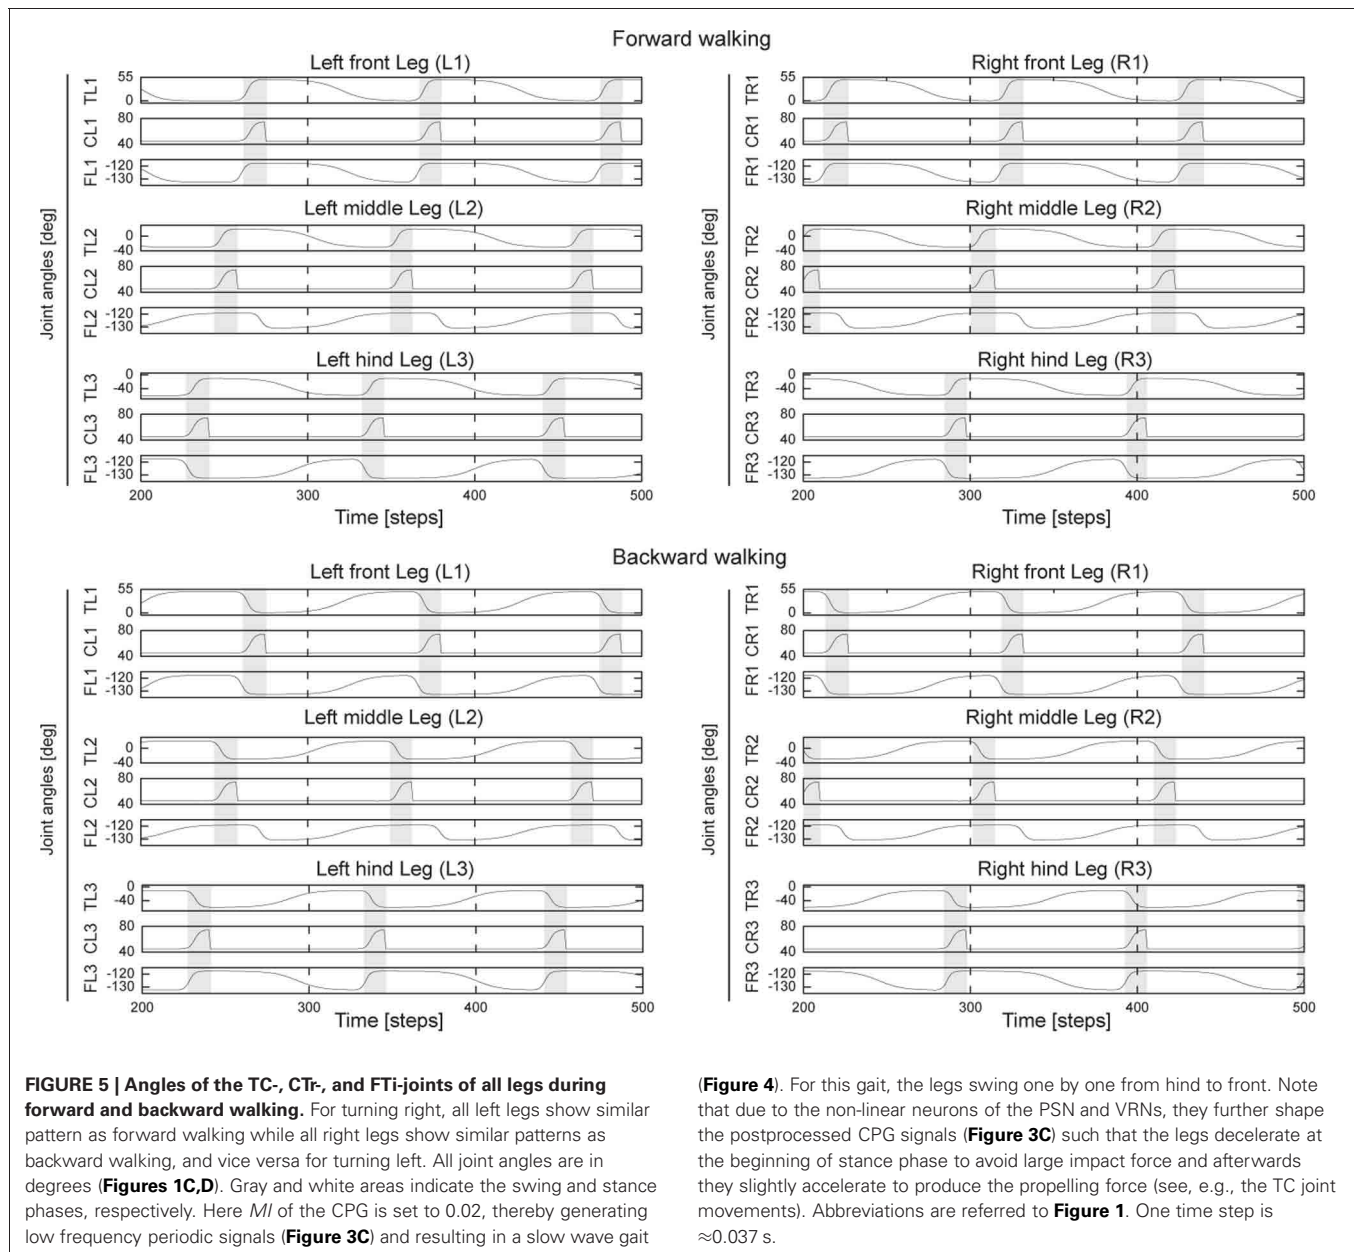 Forward walking
Left front Leg (L1)
TL1
55
0
CL1
80
40
FL1
-120
-130
Left middle Leg (L2)
TL2
0
-40
CL2
80
40
FL2
-120
-130
Left hind Leg (L3)
TL3
0
-40
CL3
80
40
FL3
-120
-130
Joint angles [deg]
200
300
400
500
Time [steps]
Right front Leg (R1)
TR1
55
0
CR1
80
40
FR1
-120
-130
Right middle Leg (R2)
TR2
0
-40
CR2
80
40
FR2
-120
-130
Right hind Leg (R3)
TR3
0
-40
CR3
80
40
FR3
-120
-130
Joint angles [deg]
200
300
400
500
Time [steps]
Backward walking
Left front Leg (L1)
TL1
55
0
CL1
80
40
FL1
-120
-130
Left middle Leg (L2)
TL2
0
-40
CL2
80
40
FL2
-120
-130
Left hind Leg (L3)
TL3
0
-40
CL3
80
40
FL3
-120
-130
Joint angles [deg]
200
300
400
500
Time [steps]
Right front Leg (R1)
TR1
55
0
CR1
80
40
FR1
-120
-130
Right middle Leg (R2)
TR2
0
-40
CR2
80
40
FR2
-120
-130
Right hind Leg (R3)
TR3
0
-40
CR3
80
40
FR3
-120
-130
Joint angles [deg]
200
300
400
500
Time [steps]
FIGURE 5 | Angles of the TC-, CTr-, and FTi-joints of all legs during
forward and backward walking. For turning right, all left legs show similar
pattern as forward walking while all right legs show similar patterns as
backward walking, and vice versa for turning left. All joint angles are in
degrees (Figures 1C,D). Gray and white areas indicate the swing and stance
phases, respectively. Here MI of the CPG is set to 0.02, thereby generating
low frequency periodic signals (Figure 3C) and resulting in a slow wave gait
(Figure 4). For this gait, the legs swing one by one from hind to front. Note
that due to the non-linear neurons of the PSN and VRNs, they further shape
the postprocessed CPG signals (Figure 3C) such that the legs decelerate at
the beginning of stance phase to avoid large impact force and afterwards
they slightly accelerate to produce the propelling force (see, e.g., the TC joint
movements). Abbreviations are referred to Figure 1. One time step is
≈0.037 s.